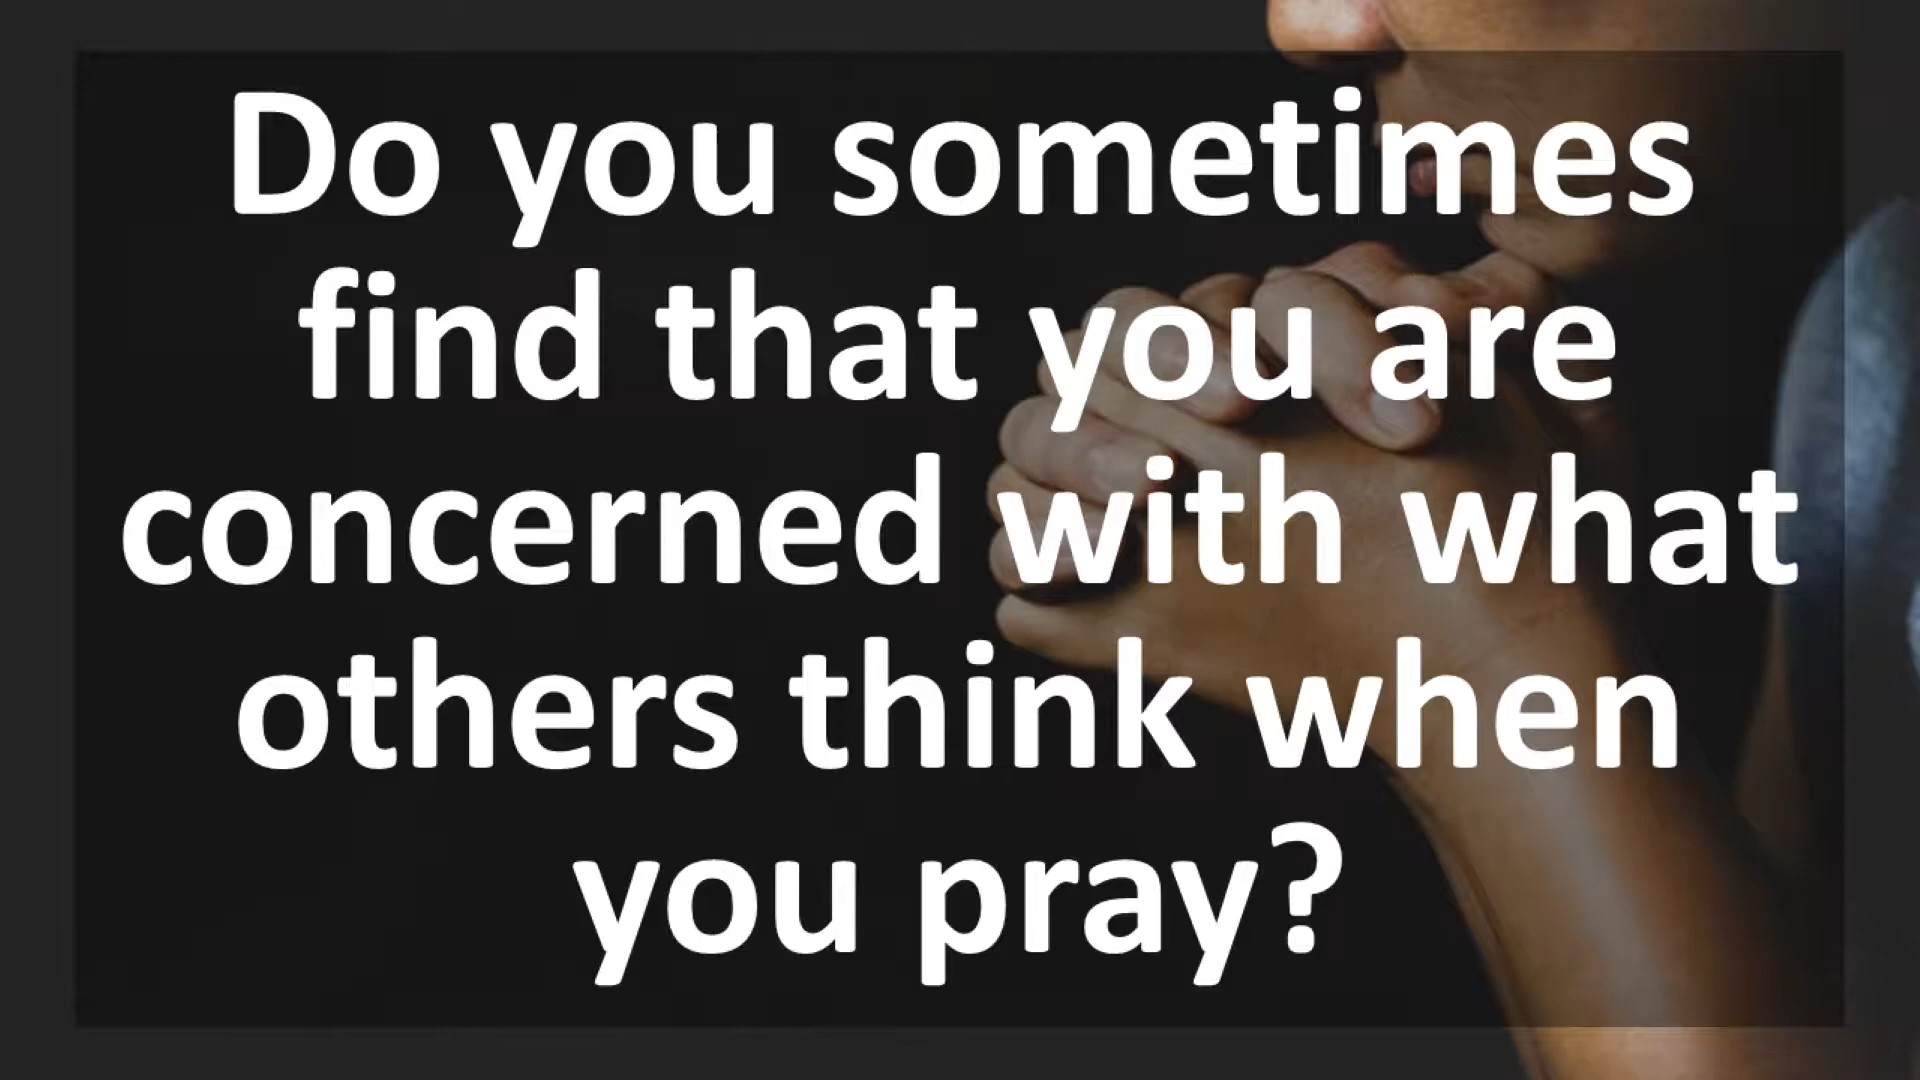 Do you sometimes
find that you are
concerned with what
others think when
you pray?